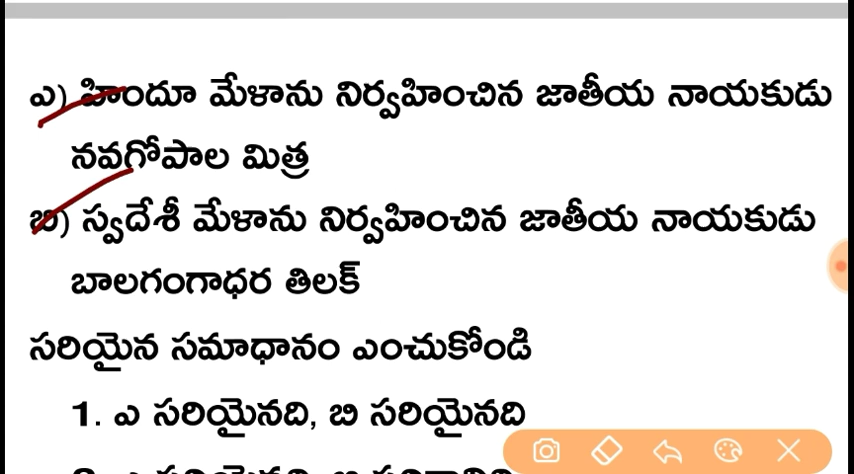 ఎ) హిందూ మేళాను నిర్వహించిన జాతీయ నాయకుడు
నవగోపాల మిత్ర
బి) స్వదేశీ మేళాను నిర్వహించిన జాతీయ నాయకుడు
బాలగంగాధర తిలక్
సరియైన సమాధానం ఎంచుకోండి
1. ఎ సరియైనది, బి సరియైనది